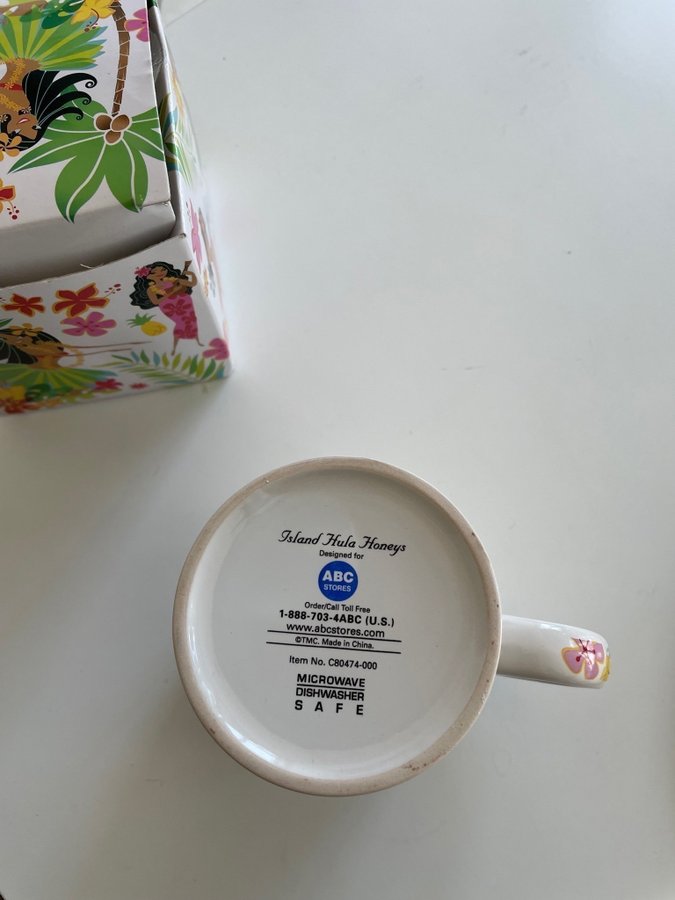 Island Hula Honeys
Designed for
ABC
STORES
Order/Call Toll Free
1-888-703-4ABC (U.S.)
www.abcstores.com
©TMC. Made in China.
Item No. C80474-000
MICROWAVE
DISHWASHER
SAFE